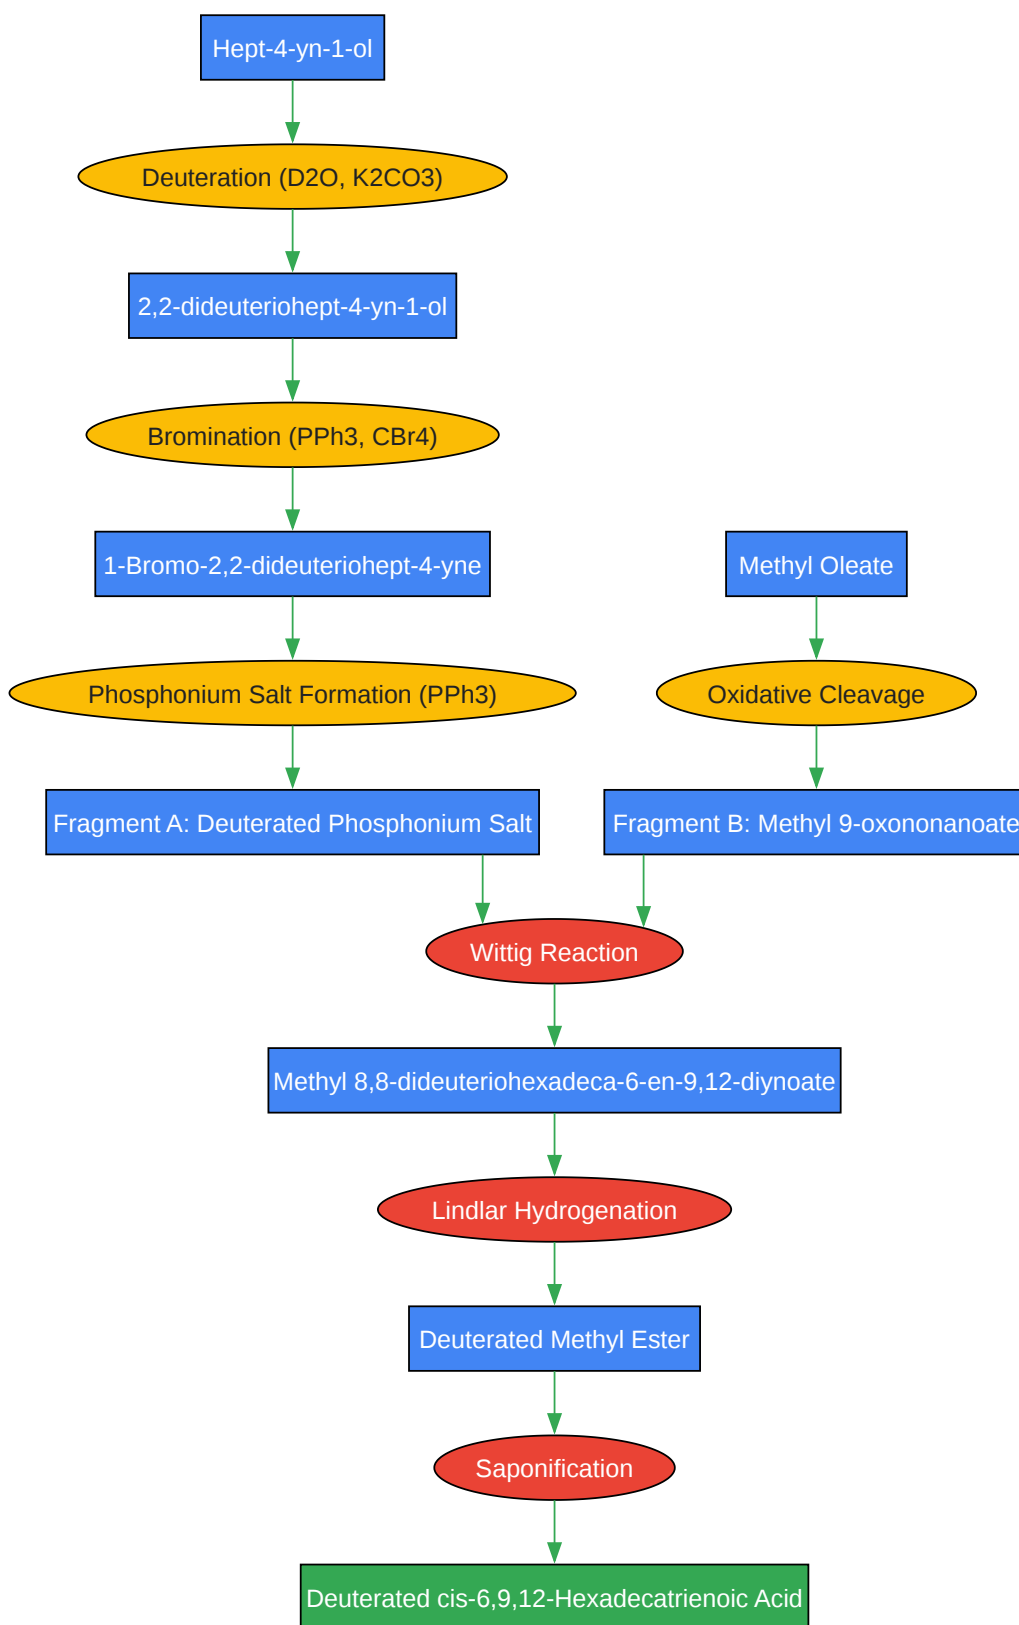 Hept-4-yn-1-ol
Deuteration (D2O, K2CO3)
2,2-dideuteriohept-4-yn-1-ol
Bromination (PPh3, CBr4)
1-Bromo-2,2-dideuteriohept-4-yne
Methyl Oleate
Phosphonium Salt Formation (PPh3)
Oxidative Cleavage
Fragment A: Deuterated Phosphonium Salt
Fragment B: Methyl 9-oxononanoate
Wittig Reaction
Methyl 8,8-dideuteriohexadeca-6-en-9,12-diynoate
Lindlar Hydrogenation
Deuterated Methyl Ester
Saponification
Deuterated cis-6,9,12-Hexadecatrienoic Acid